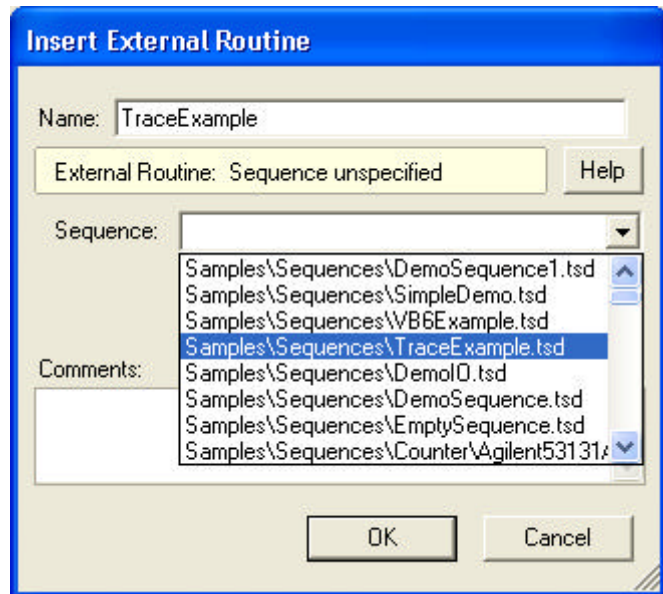 Insert External Routine
Name: TraceExample
External Routine: Sequence unspecified
Help
Sequence:
Samples\Sequences\DemoSequence1.tsd
Samples\Sequences\SimpleDemo.tsd
Samples\Sequences\VB6Example.tsd
Samples\Sequences\TraceExample.tsd
Comments:
Samples\Sequences\DemoIO.tsd
Samples\Sequences\DemoSequence.tsd
Samples\Sequences\EmptySequence.tsd
Samples\Sequences\Counter\Agilent53131A
OK
Cancel